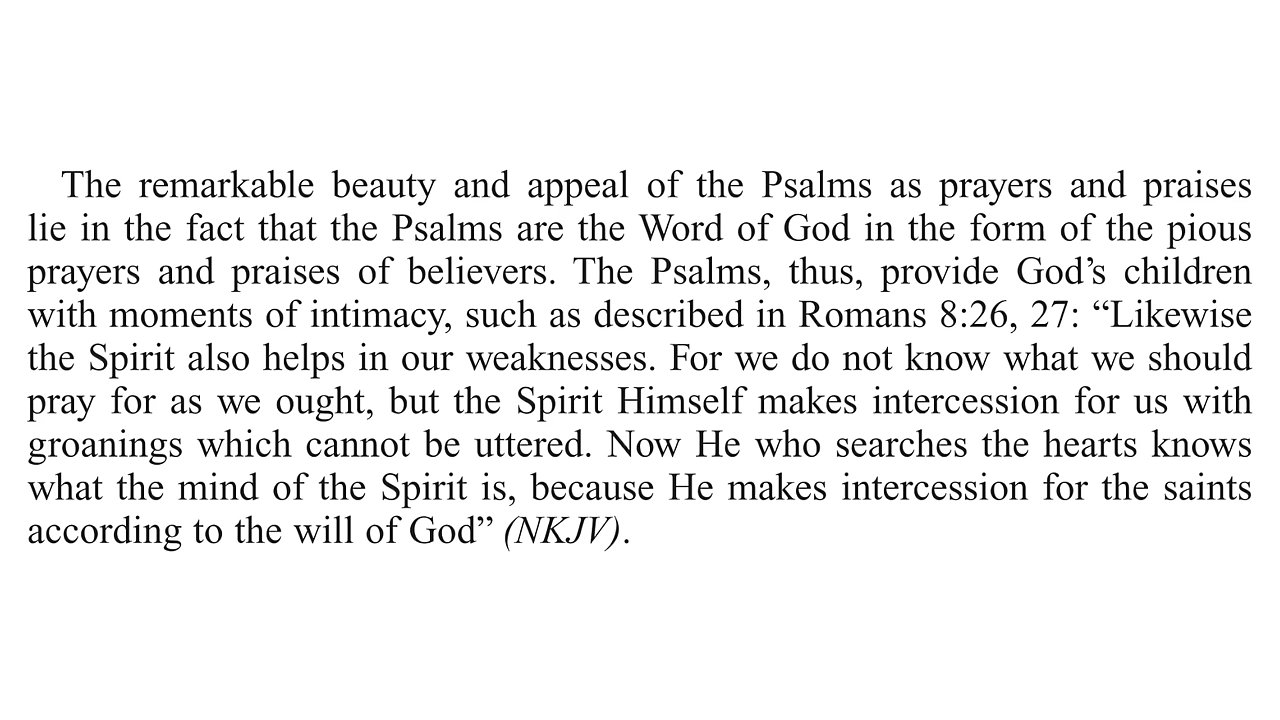 The remarkable beauty and appeal of the Psalms as prayers and praises
lie in the fact that the Psalms are the Word of God in the form of the pious
prayers and praises of believers. The Psalms, thus, provide God’s children
with moments of intimacy, such as described in Romans 8:26, 27: “Likewise
the Spirit also helps in our weaknesses. For we do not know what we should
pray for as we ought, but the Spirit Himself makes intercession for us with
groanings which cannot be uttered. Now He who searches the hearts knows
what the mind of the Spirit is, because He makes intercession for the saints
according to the will of God” (NKJV).